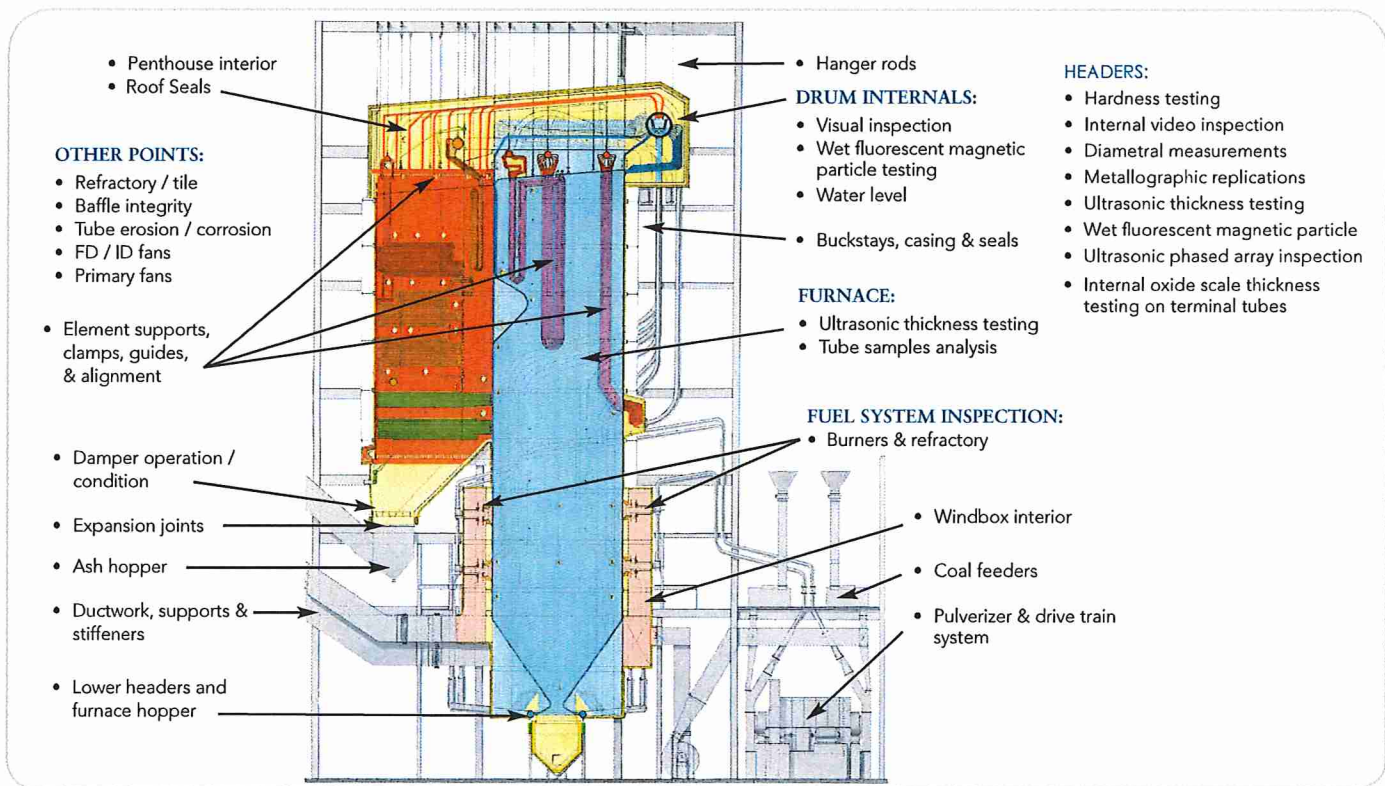 • Penthouse interior
• Roof Seals
OTHER POINTS:
• Refractory / tile
• Baffle integrity
• Tube erosion / corrosion
• FD / ID fans
• Primary fans
• Element supports,
clamps, guides,
& alignment
• Damper operation /
condition
• Expansion joints
• Ash hopper
• Ductwork, supports &
stiffeners
• Lower headers and
furnace hopper
• Hanger rods
DRUM INTERNALS:
• Visual inspection
• Wet fluorescent magnetic
particle testing
• Water level
• Buckstays, casing & seals
FURNACE:
• Ultrasonic thickness testing
• Tube samples analysis
FUEL SYSTEM INSPECTION:
• Burners & refractory
• Windbox interior
• Coal feeders
• Pulverizer & drive train
system
HEADERS:
• Hardness testing
• Internal video inspection
• Diametral measurements
• Metallographic replications
• Ultrasonic thickness testing
• Wet fluorescent magnetic particle
• Ultrasonic phased array inspection
• Internal oxide scale thickness
testing on terminal tubes